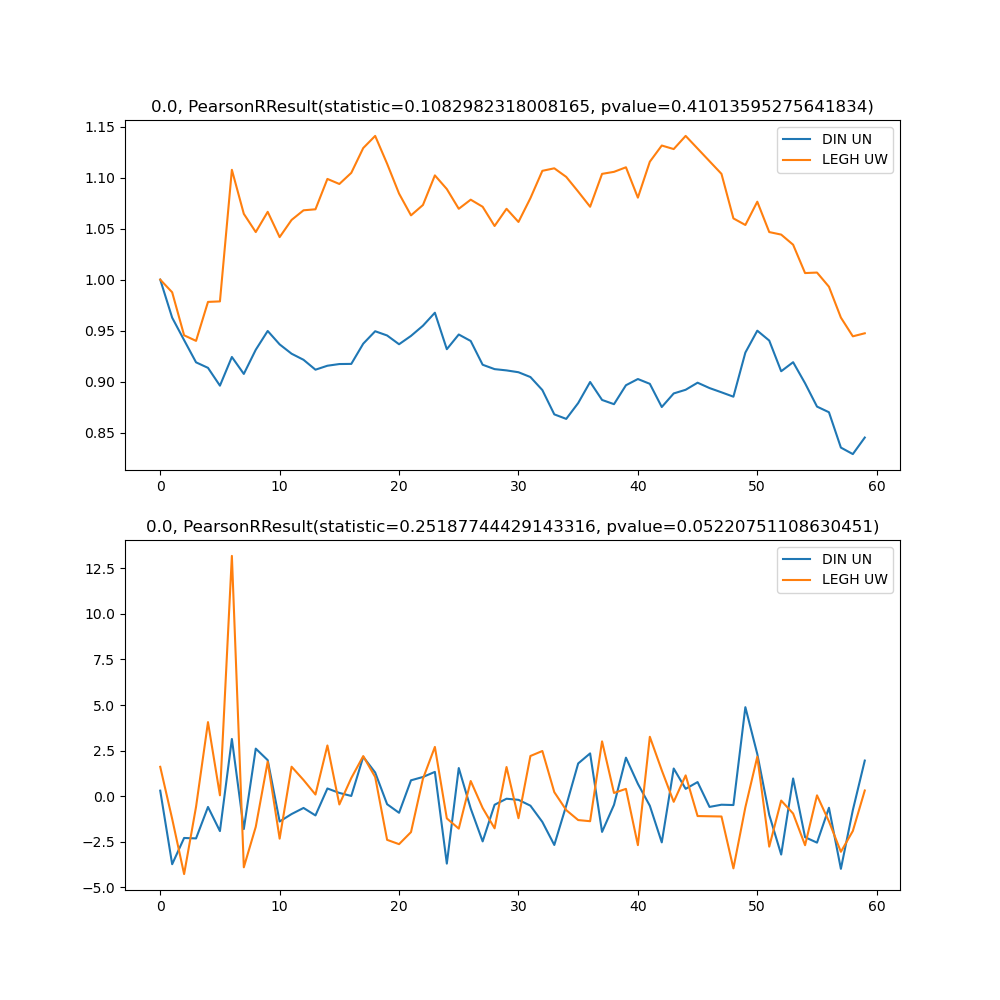 0.0, PearsonRResult(statistic=0.1082982318008165, pvalue=0.41013595275641834)
1.15
1.10
1.05
1.00
0.95
0.90
0.85
DIN UN
LEGH UW
0 10 20 30 40 50 60
0.0, PearsonRResult(statistic=0.25187744429143316, pvalue=0.05220751108630451)
12.5
10.0
7.5
5.0
2.5
0.0
−2.5
−5.0
DIN UN
LEGH UW
0 10 20 30 40 50 60